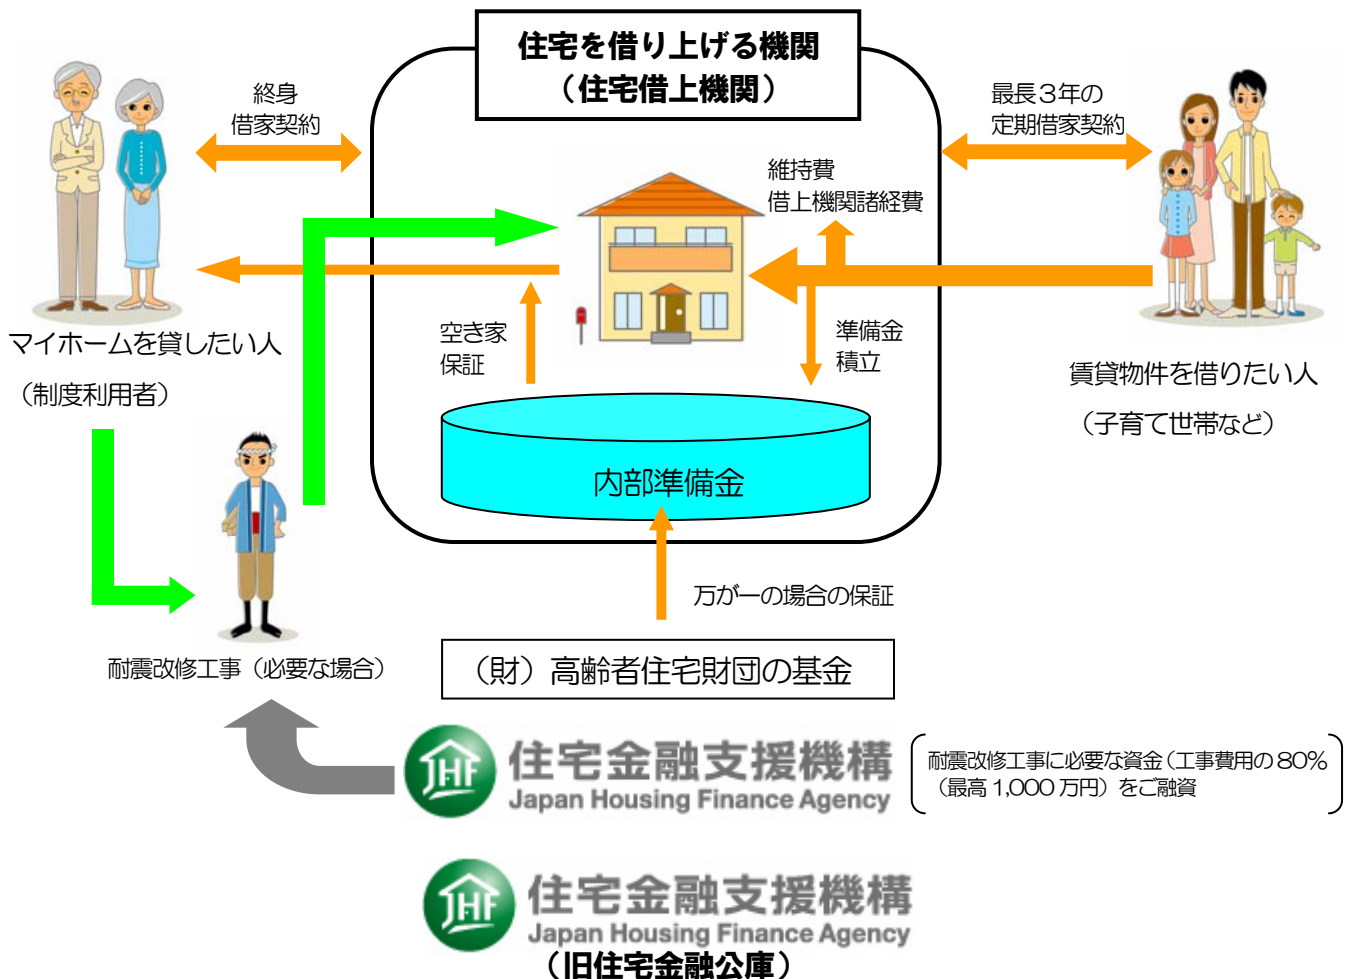 住宅を借り上げる機関
（住宅借上機関）
終身
借家契約
最長３年の
定期借家契約
維持費
借上機関諸経費
空き家
保証
準備金
積立
マイホームを貸したい人
（制度利用者）
賃貸物件を借りたい人
（子育て世帯など）
内部準備金
万が一の場合の保証
耐震改修工事（必要な場合）
（財）高齢者住宅財団の基金
JHF
住宅金融支援機構
Japan Housing Finance Agency
耐震改修工事に必要な資金（工事費用の80%
（最高1,000万円）をご融資
JHF
住宅金融支援機構
Japan Housing Finance Agency
（旧住宅金融公庫）